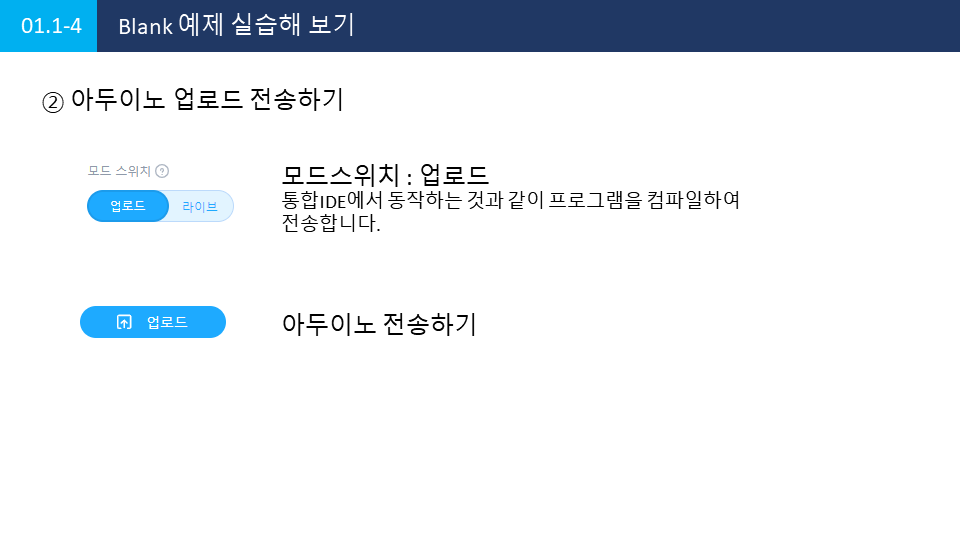 01.1-4 Blank 예제 실습해 보기
② 아두이노 업로드 전송하기
모드 스위치 ?
업로드 라이브
모드스위치 : 업로드
통합IDE에서 동작하는 것과 같이 프로그램을 컴파일하여
전송합니다.
업로드
아두이노 전송하기